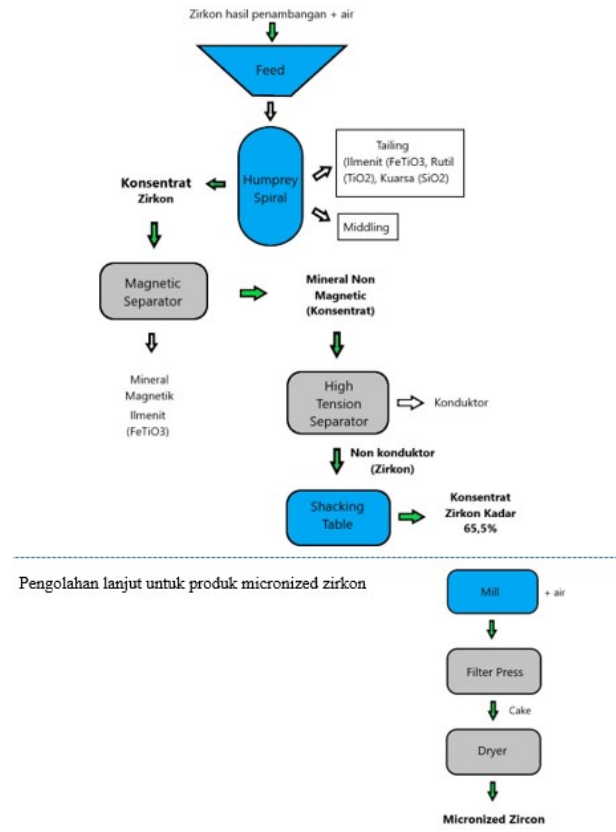 Zirkon hasil penambangan + air
Feed
Humprey
Spiral
Tailing
(Ilmenit (FeTiO3, Rutil
(TiO2), Kuarsa (SiO2)
Middling
Konsentrat
Zirkon
Magnetic
Separator
Mineral Non
Magnetic
(Konsentrat)
Mineral
Magnetik
Ilmenit
(FeTiO3)
High
Tension
Separator
Konduktor
Non konduktor
(Zirkon)
Shacking
Table
Konsentrat
Zirkon Kadar
65,5%
Pengolahan lanjut untuk produk micronized zirkon
Mill
+ air
Filter Press
Cake
Dryer
Micronized Zircon